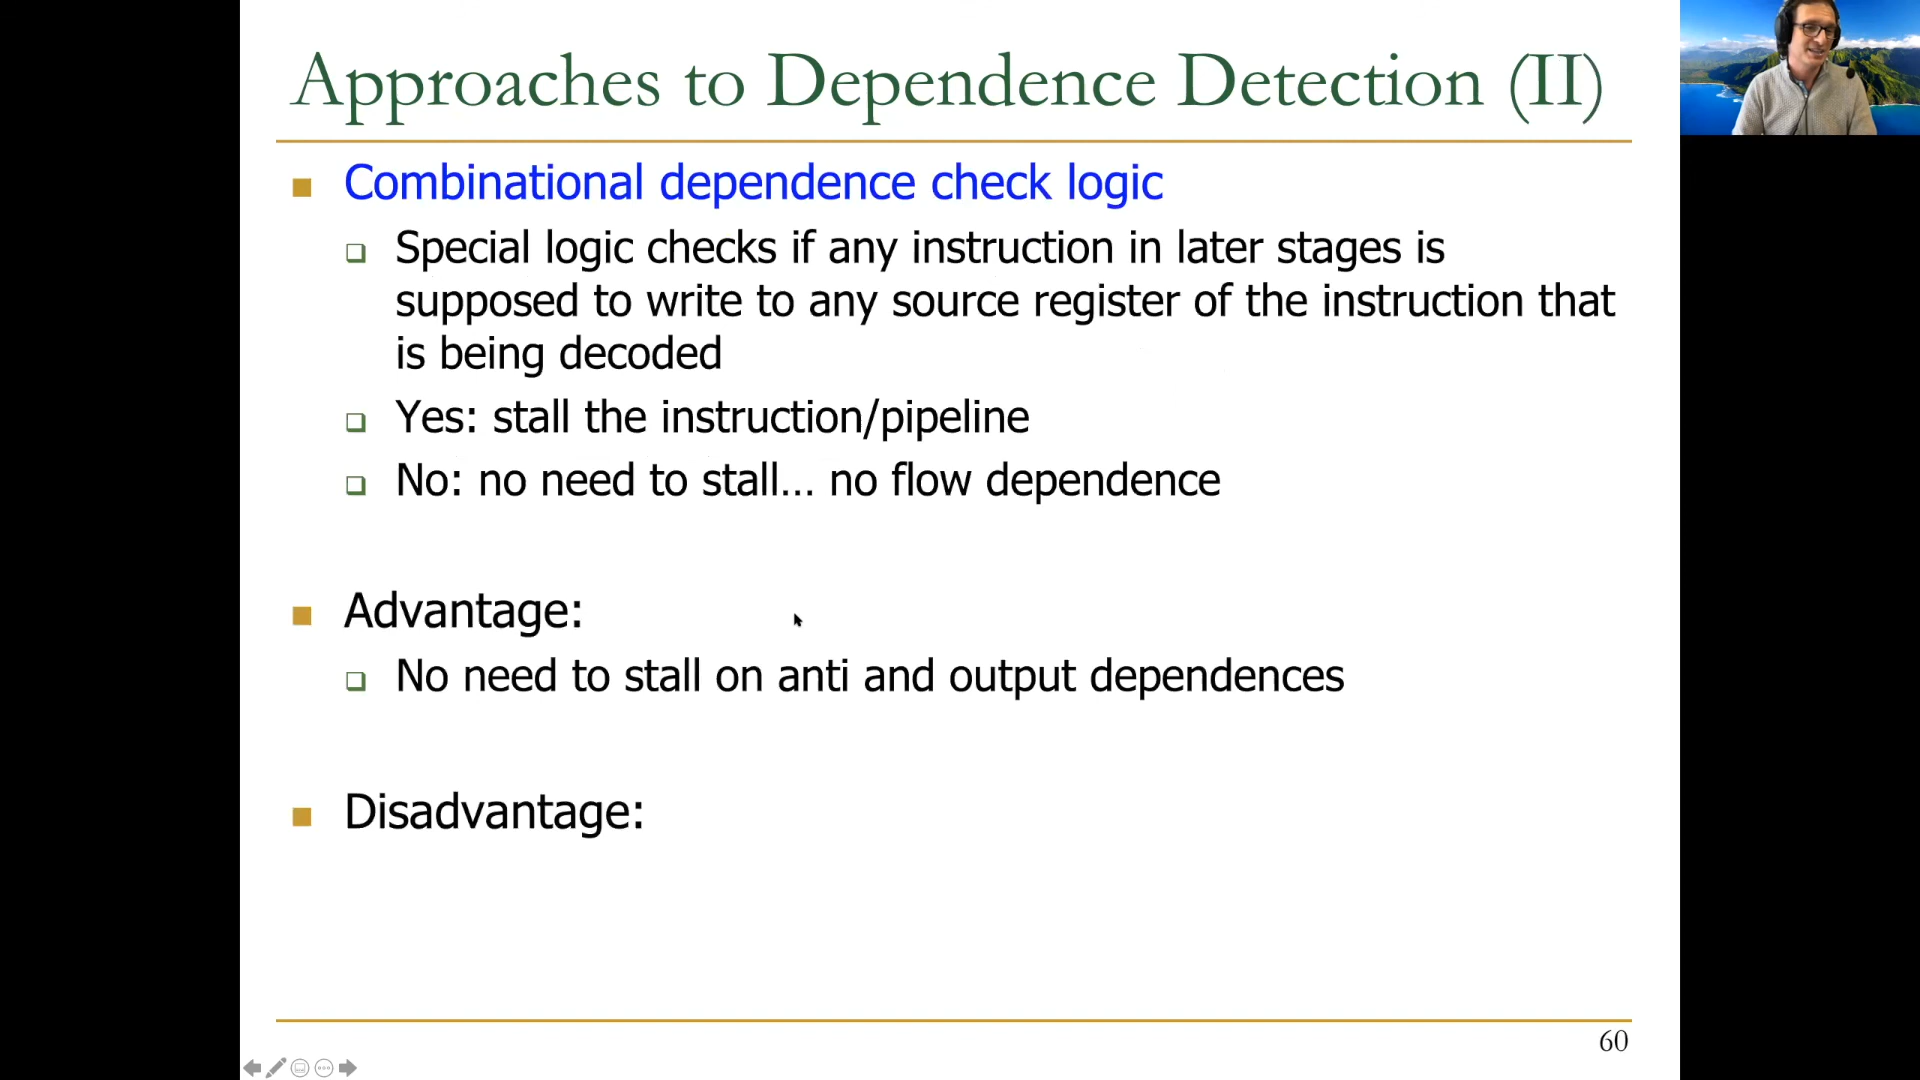 Approaches to Dependence Detection (II)
Combinational dependence check logic
Special logic checks if any instruction in later stages is
supposed to write to any source register of the instruction that
is being decoded
Yes: stall the instruction/pipeline
No: no need to stall… no flow dependence
Advantage:
No need to stall on anti and output dependences
Disadvantage:
60